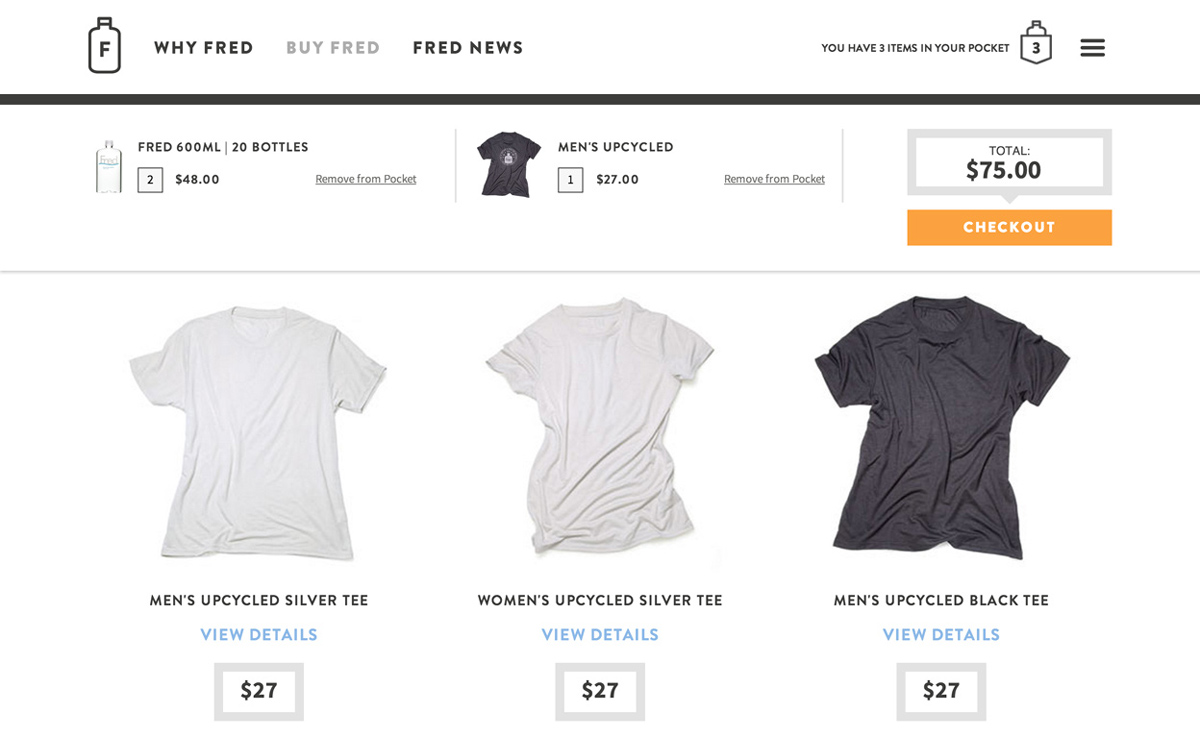 F
WHY FRED
BUY FRED
FRED NEWS
YOU HAVE 3 ITEMS IN YOUR POCKET
3
FRED 600ML | 20 BOTTLES
2 $48.00 Remove from Pocket
Fred
MEN'S UPCYCLED
1 $27.00 Remove from Pocket
TOTAL:
$75.00
CHECKOUT
MEN'S UPCYCLED SILVER TEE
VIEW DETAILS
$27
WOMEN'S UPCYCLED SILVER TEE
VIEW DETAILS
$27
MEN'S UPCYCLED BLACK TEE
VIEW DETAILS
$27